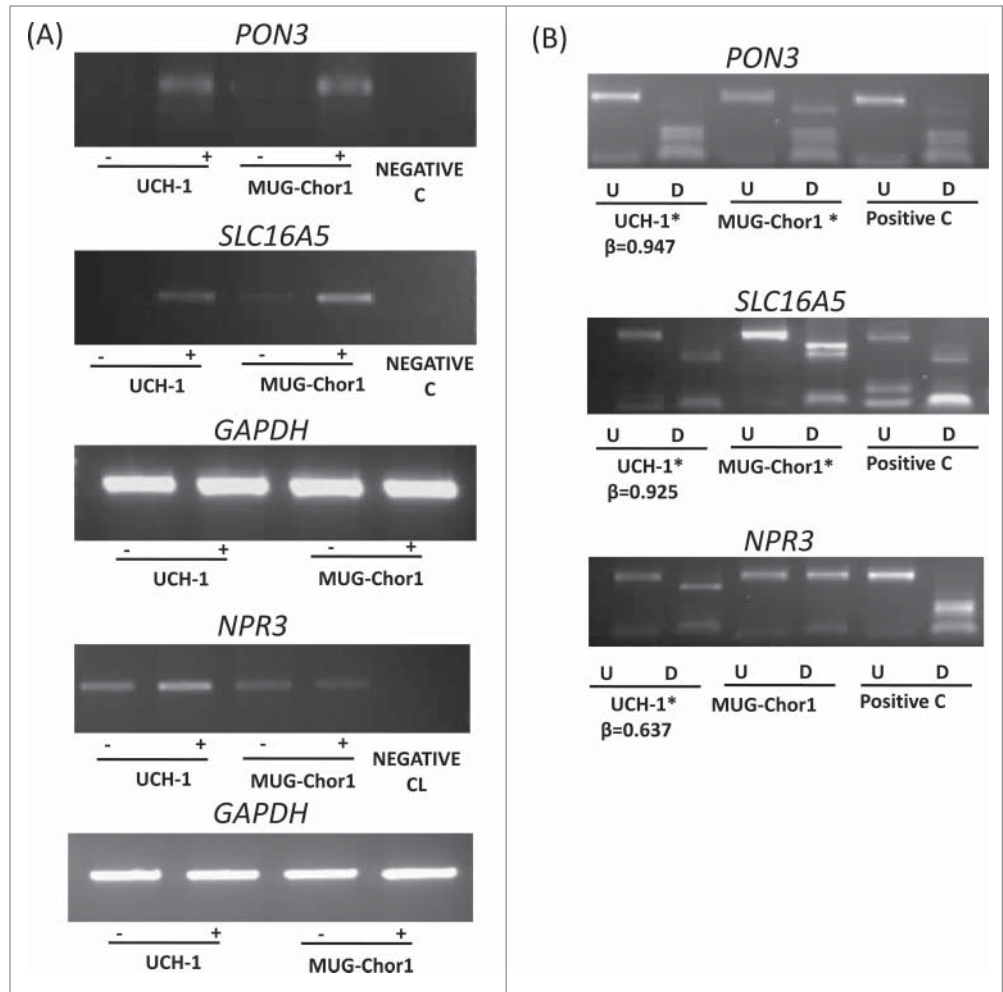 (A)
PON3
- + - +
UCH-1 MUG-Chor1 NEGATIVE
C
SLC16A5
- + - +
UCH-1 MUG-Chor1 NEGATIVE
C
GAPDH
- + - +
UCH-1 MUG-Chor1
NPR3
- + - +
UCH-1 MUG-Chor1 NEGATIVE
CL
GAPDH
- + - +
UCH-1 MUG-Chor1
(B)
PON3
U D U D U D
UCH-1* MUG-Chor1 * Positive C
β=0.947
SLC16A5
U D U D U D
UCH-1* MUG-Chor1* Positive C
β=0.925
NPR3
U D U D U D
UCH-1* MUG-Chor1 Positive C
β=0.637